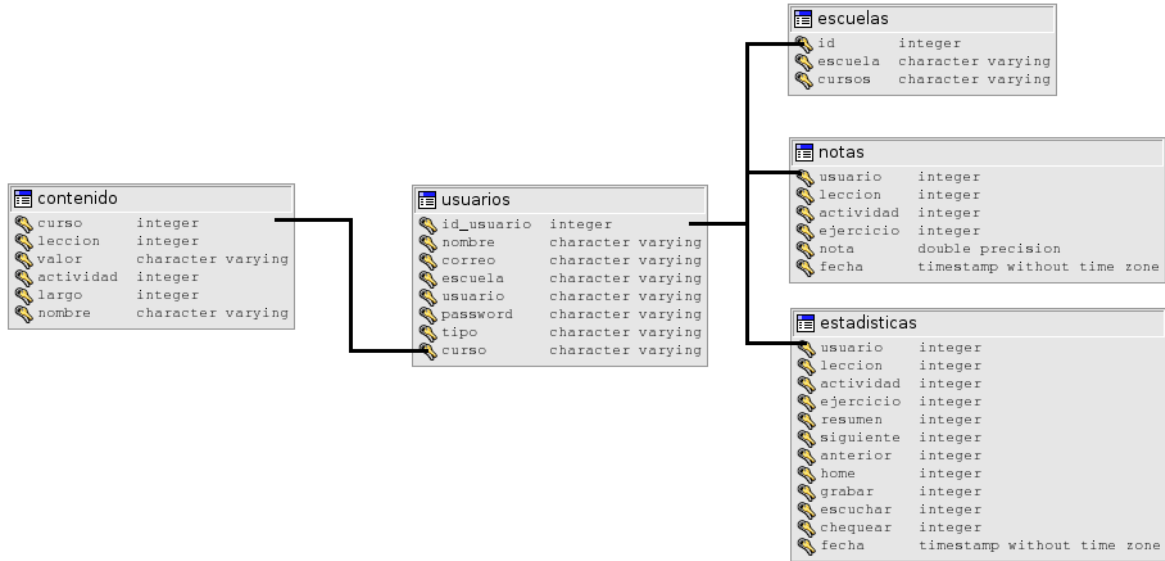 escuelas
id integer
escuela character varying
cursos character varying
notas
usuario integer
leccion integer
actividad integer
ejercicio integer
nota double precision
fecha timestamp without time zone
contenido
curso integer
leccion integer
valor character varying
actividad integer
largo integer
nombre character varying
usuarios
id_usuario integer
nombre character varying
correo character varying
escuela character varying
usuario character varying
password character varying
tipo character varying
curso character varying
estadisticas
usuario integer
leccion integer
actividad integer
ejercicio integer
resumen integer
siguiente integer
anterior integer
home integer
grabar integer
escuchar integer
chequear integer
fecha timestamp without time zone